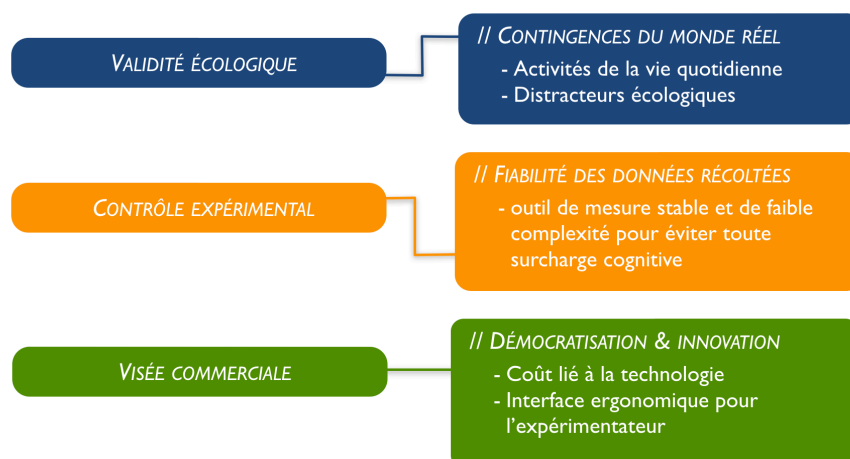 VALIDITÉ ÉCOLOGIQUE
// CONTINGENCES DU MONDE RÉEL
- Activités de la vie quotidienne
- Distracteurs écologiques
CONTRÔLE EXPÉRIMENTAL
// FIABILITÉ DES DONNÉES RÉCOLTÉES
- outil de mesure stable et de faible
complexité pour éviter toute
surcharge cognitive
VISÉE COMMERCIALE
// DÉMOCRATISATION & INNOVATION
- Coût lié à la technologie
- Interface ergonomique pour
l'expérimentateur